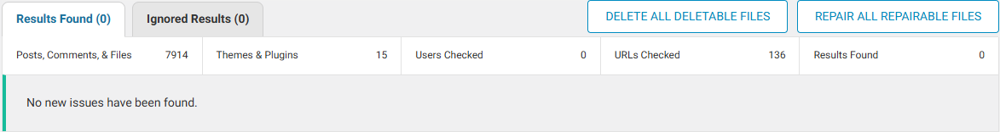 Results Found (0) Ignored Results (0) DELETE ALL DELETABLE FILES REPAIR ALL REPAIRABLE FILES
Posts, Comments, & Files 7914 Themes & Plugins 15 Users Checked 0 URLs Checked 136 Results Found 0
No new issues have been found.